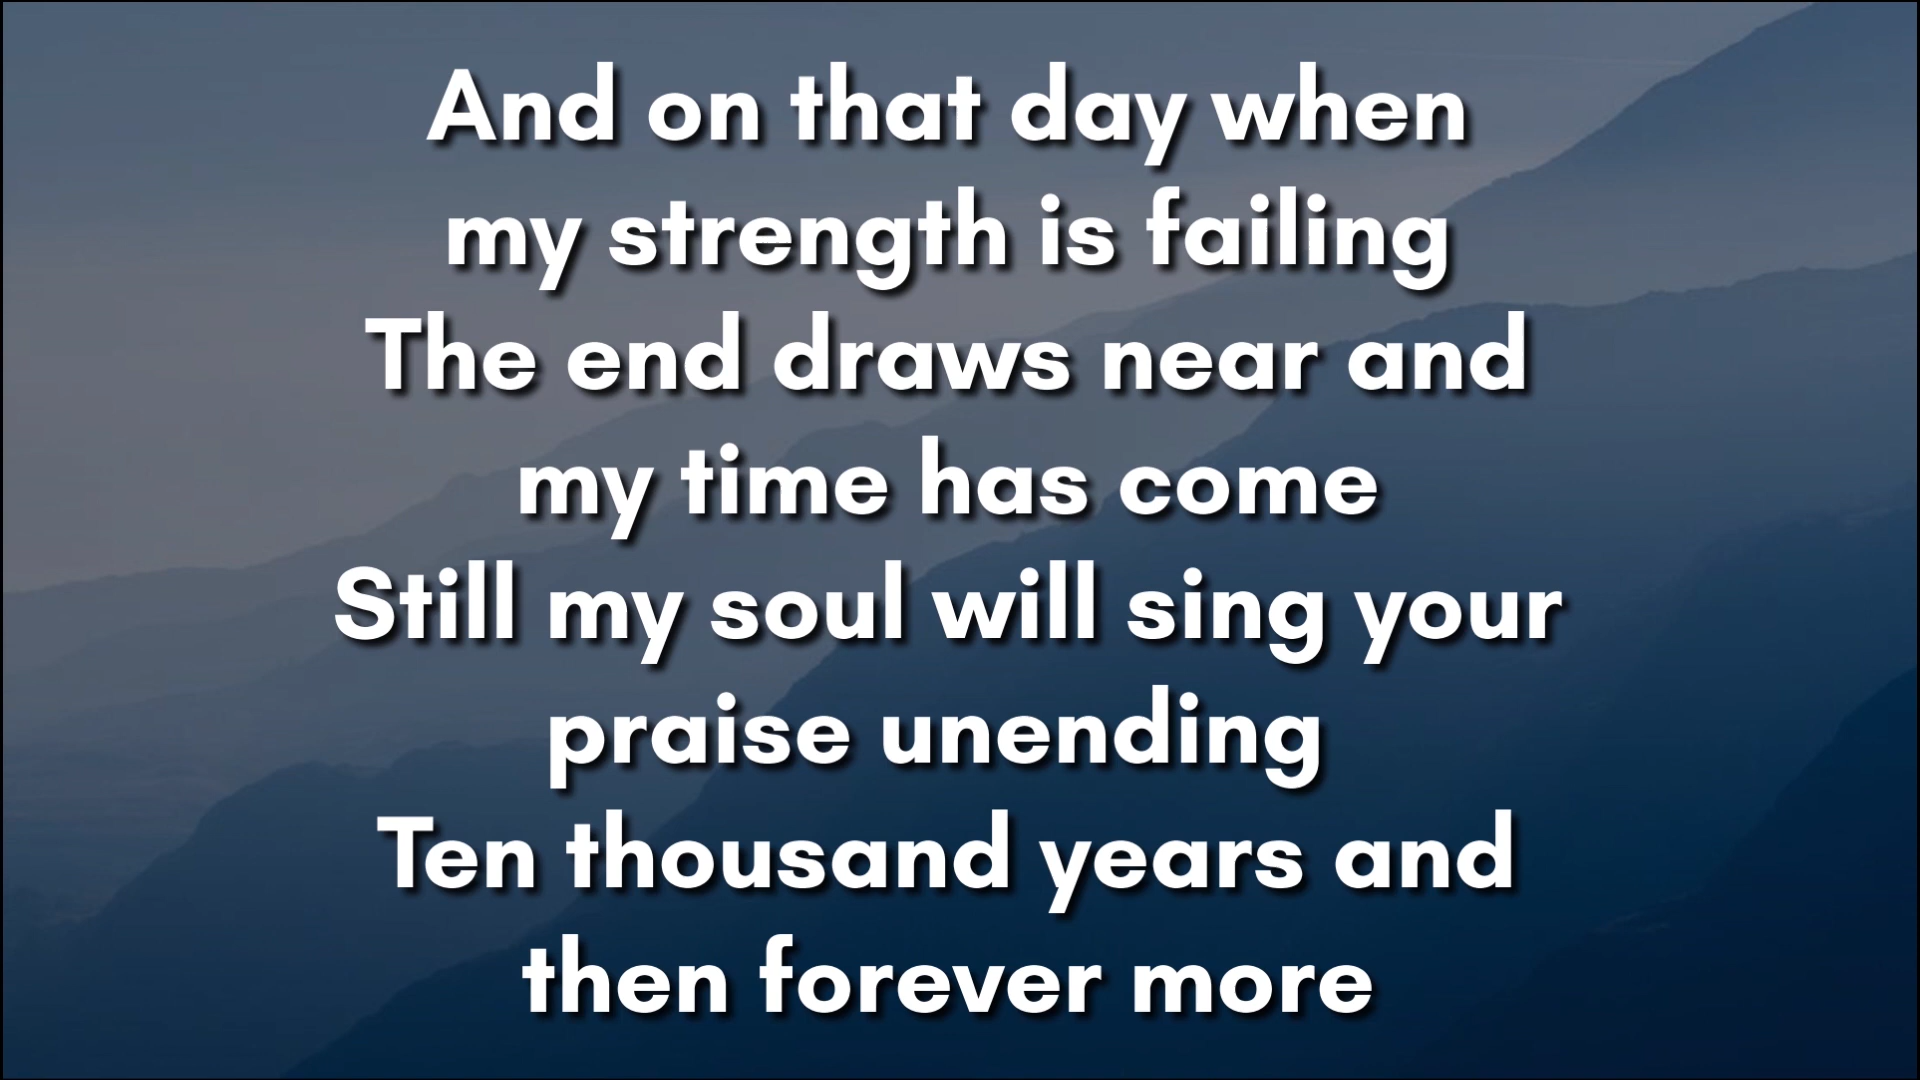 And on that day when
my strength is failing
The end draws near and
my time has come
Still my soul will sing your
praise unending
Ten thousand years and
then forever more